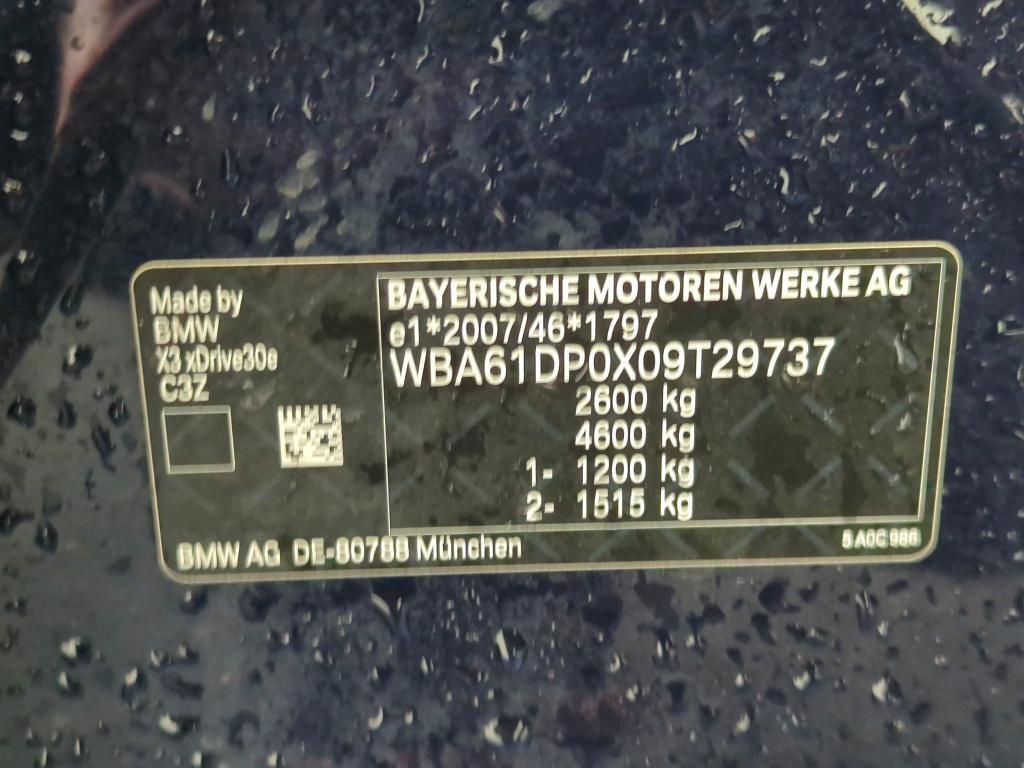 Made by
BMW
X3 xDrive30e
C3Z
BAYERISCHE MOTOREN WERKE AG
e1*2007/46*1797
WBA61DP0X09T29737
2600 kg
4600 kg
1- 1200 kg
2- 1515 kg
BMW AG DE-80788 München
5 A0C 986